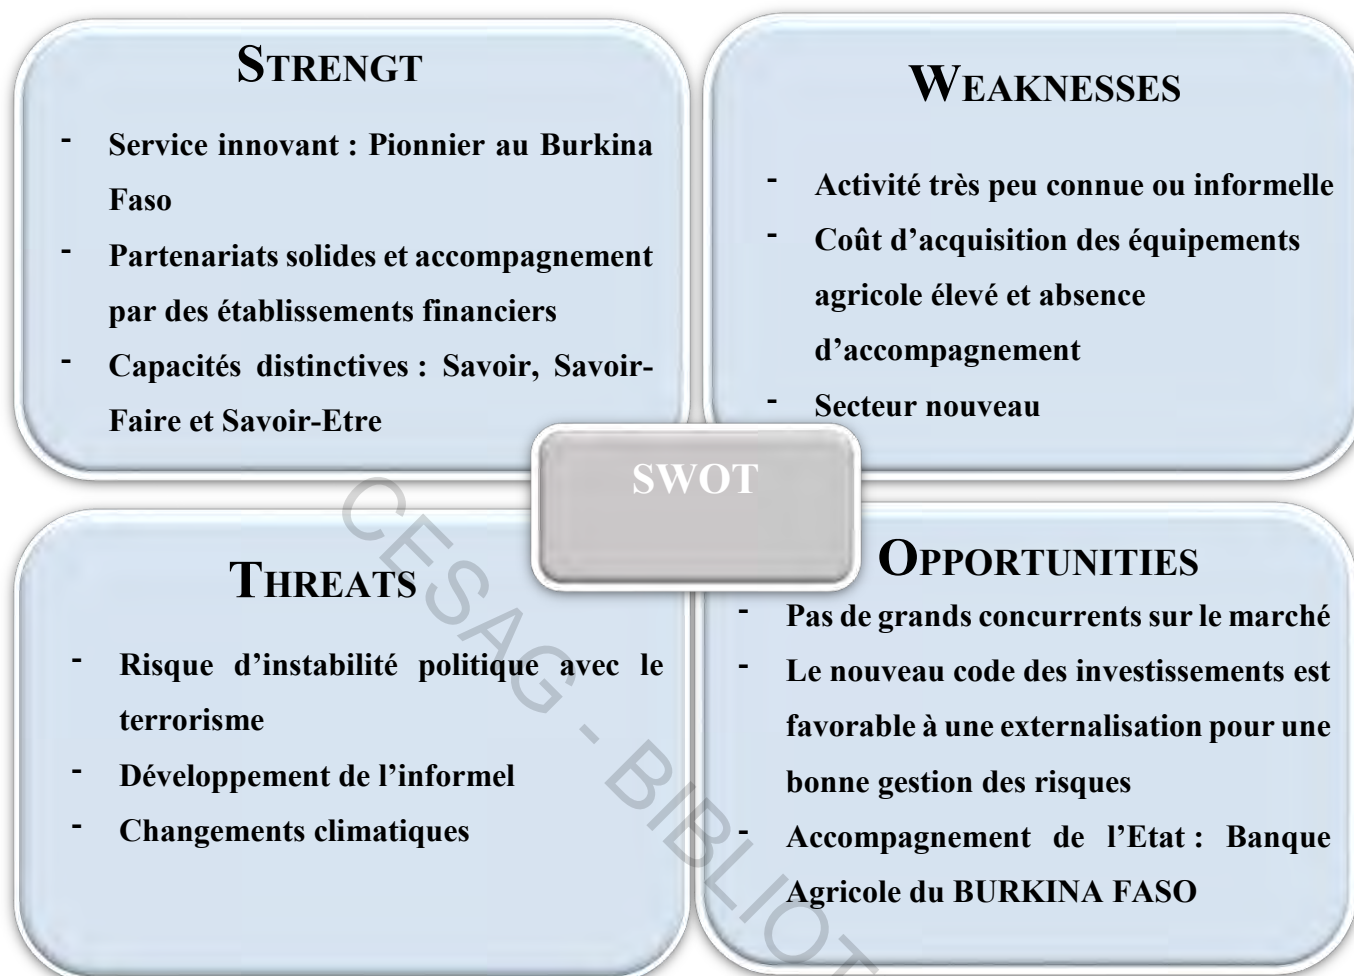 STRENGT
- Service innovant : Pionnier au Burkina
Faso
- Partenariats solides et accompagnement
par des établissements financiers
- Capacités distinctives : Savoir, Savoir-
Faire et Savoir-Etre
WEAKNESSES
- Activité très peu connue ou informelle
- Coût d’acquisition des équipements
agricole élevé et absence
d’accompagnement
- Secteur nouveau
SWOT
THREATS
- Risque d’instabilité politique avec le
terrorisme
- Développement de l’informel
- Changements climatiques
OPPORTUNITIES
- Pas de grands concurrents sur le marché
- Le nouveau code des investissements est
favorable à une externalisation pour une
bonne gestion des risques
- Accompagnement de l’Etat : Banque
Agricole du BURKINA FASO
CESAG - BIBLIOT